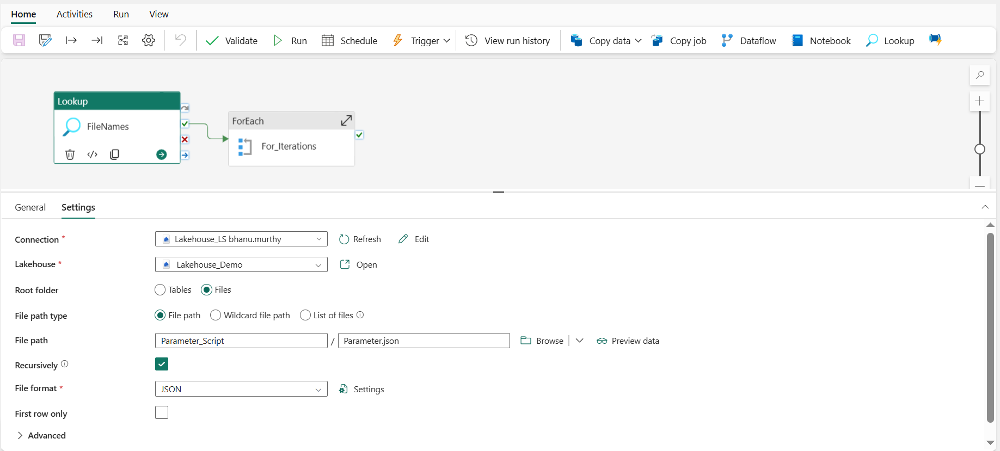 Home Activities Run View
Validate Run Schedule Trigger View run history Copy data Copy job Dataflow Notebook Lookup
Lookup
FileNames
ForEach
For_Iterations
General Settings
Connection * Lakehouse_LS bhanu.murthy Refresh Edit
Lakehouse * Lakehouse_Demo Open
Root folder Tables Files
File path type File path Wildcard file path List of files
File path Parameter_Script / Parameter.json Browse Preview data
Recursively
File format * JSON Settings
First row only
Advanced